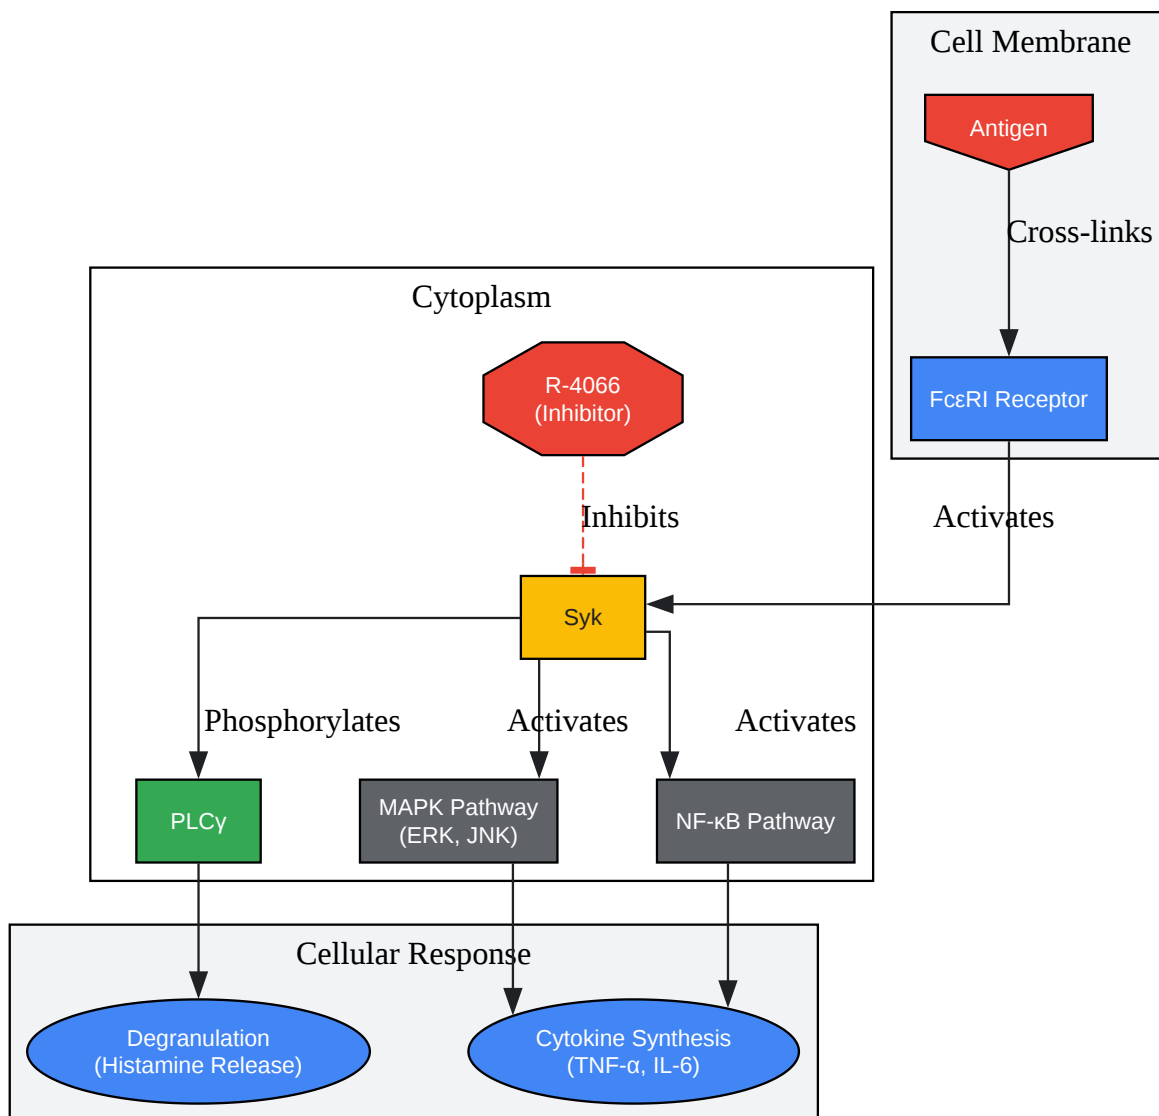 Cell Membrane
Antigen
Cross-links
Cytoplasm
R-4066
(Inhibitor)
FcεRI Receptor
Inhibits
Activates
Syk
Phosphorylates
Activates
Activates
PLCγ
MAPK Pathway
(ERK, JNK)
NF-κB Pathway
Cellular Response
Degranulation
(Histamine Release)
Cytokine Synthesis
(TNF-α, IL-6)